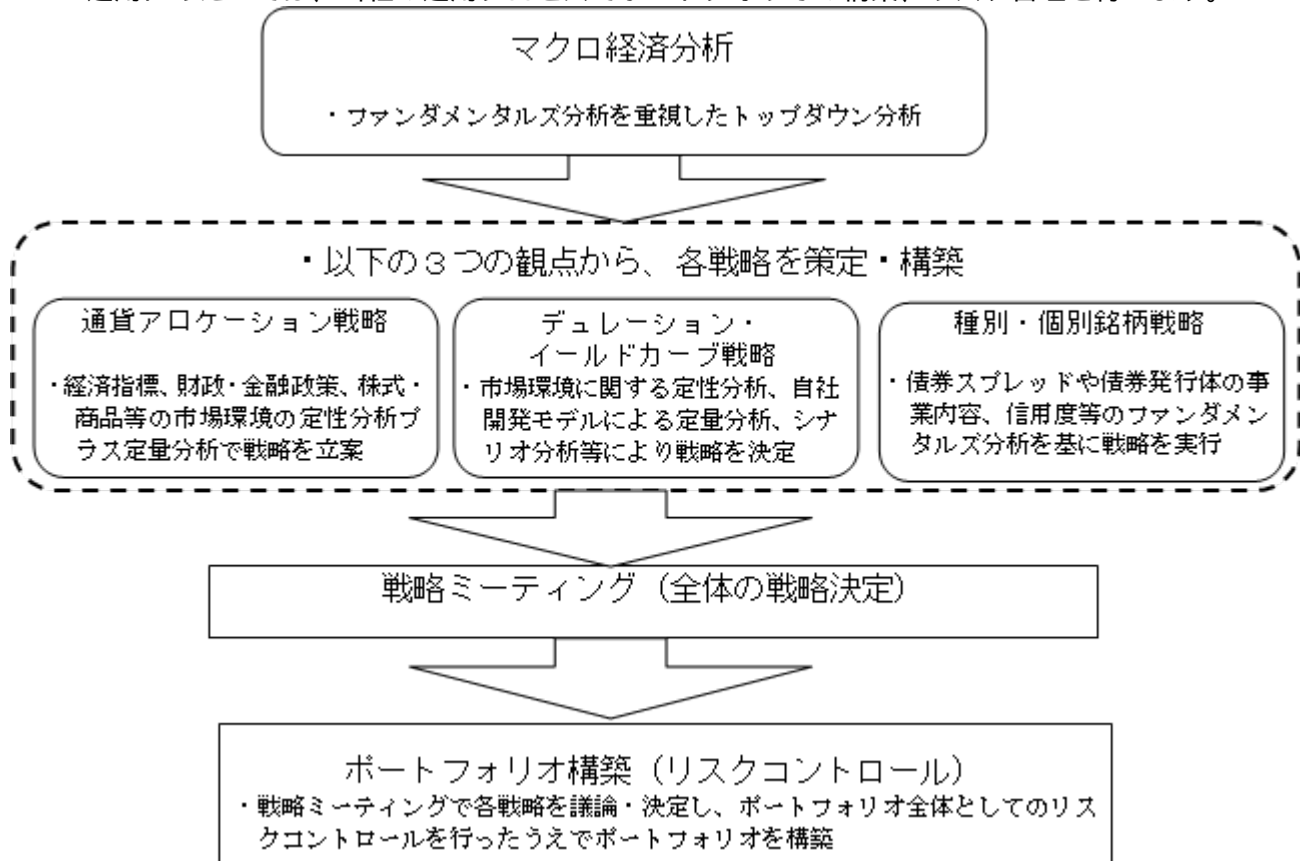 マクロ経済分析
・ファンダメンタルズ分析を重視したトップダウン分析
・以下の３つの観点から、各戦略を策定・構築
通貨アロケーション戦略
・経済指標、財政・金融政策、株式・
商品等の市場環境の定性分析プ
ラス定量分析で戦略を立案
デュレーション・
イールドカーブ戦略
・市場環境に関する定性分析、自社
開発モデルによる定量分析、シナ
リオ分析等により戦略を決定
種別・個別銘柄戦略
・債券スプレッドや債券発行体の事
業内容、信用度等のファンダメン
タルズ分析を基に戦略を実行
戦略ミーティング（全体の戦略決定）
ポートフォリオ構築（リスクコントロール）
・戦略ミーティングで各戦略を議論・決定し、ポートフォリオ全体としてのリス
クコントロールを行ったうえでポートフォリオを構築